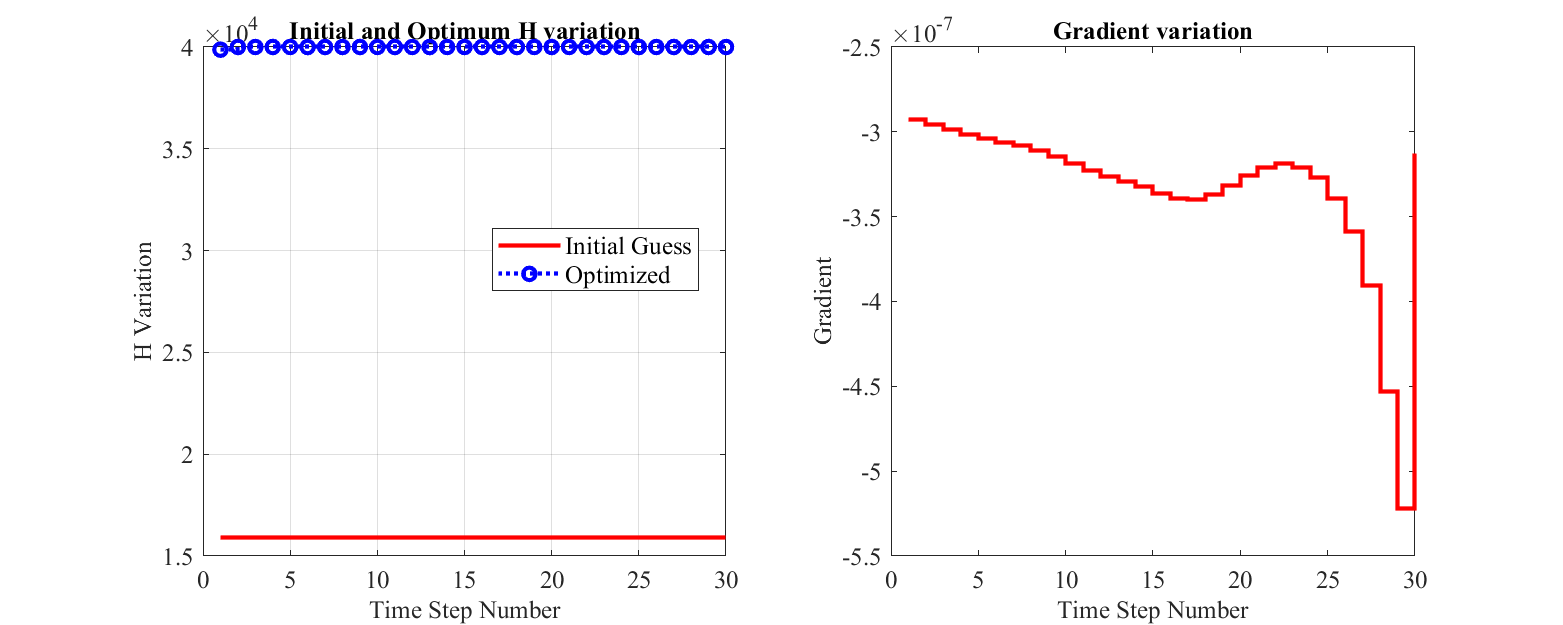 ×10⁴ Initial and Optimum H variation
4
3.5
3
2.5
2
1.5
H Variation
Initial Guess
Optimized
0 5 10 15 20 25 30
Time Step Number
×10⁻⁷ Gradient variation
-2.5
-3
-3.5
-4
-4.5
-5
-5.5
Gradient
0 5 10 15 20 25 30
Time Step Number